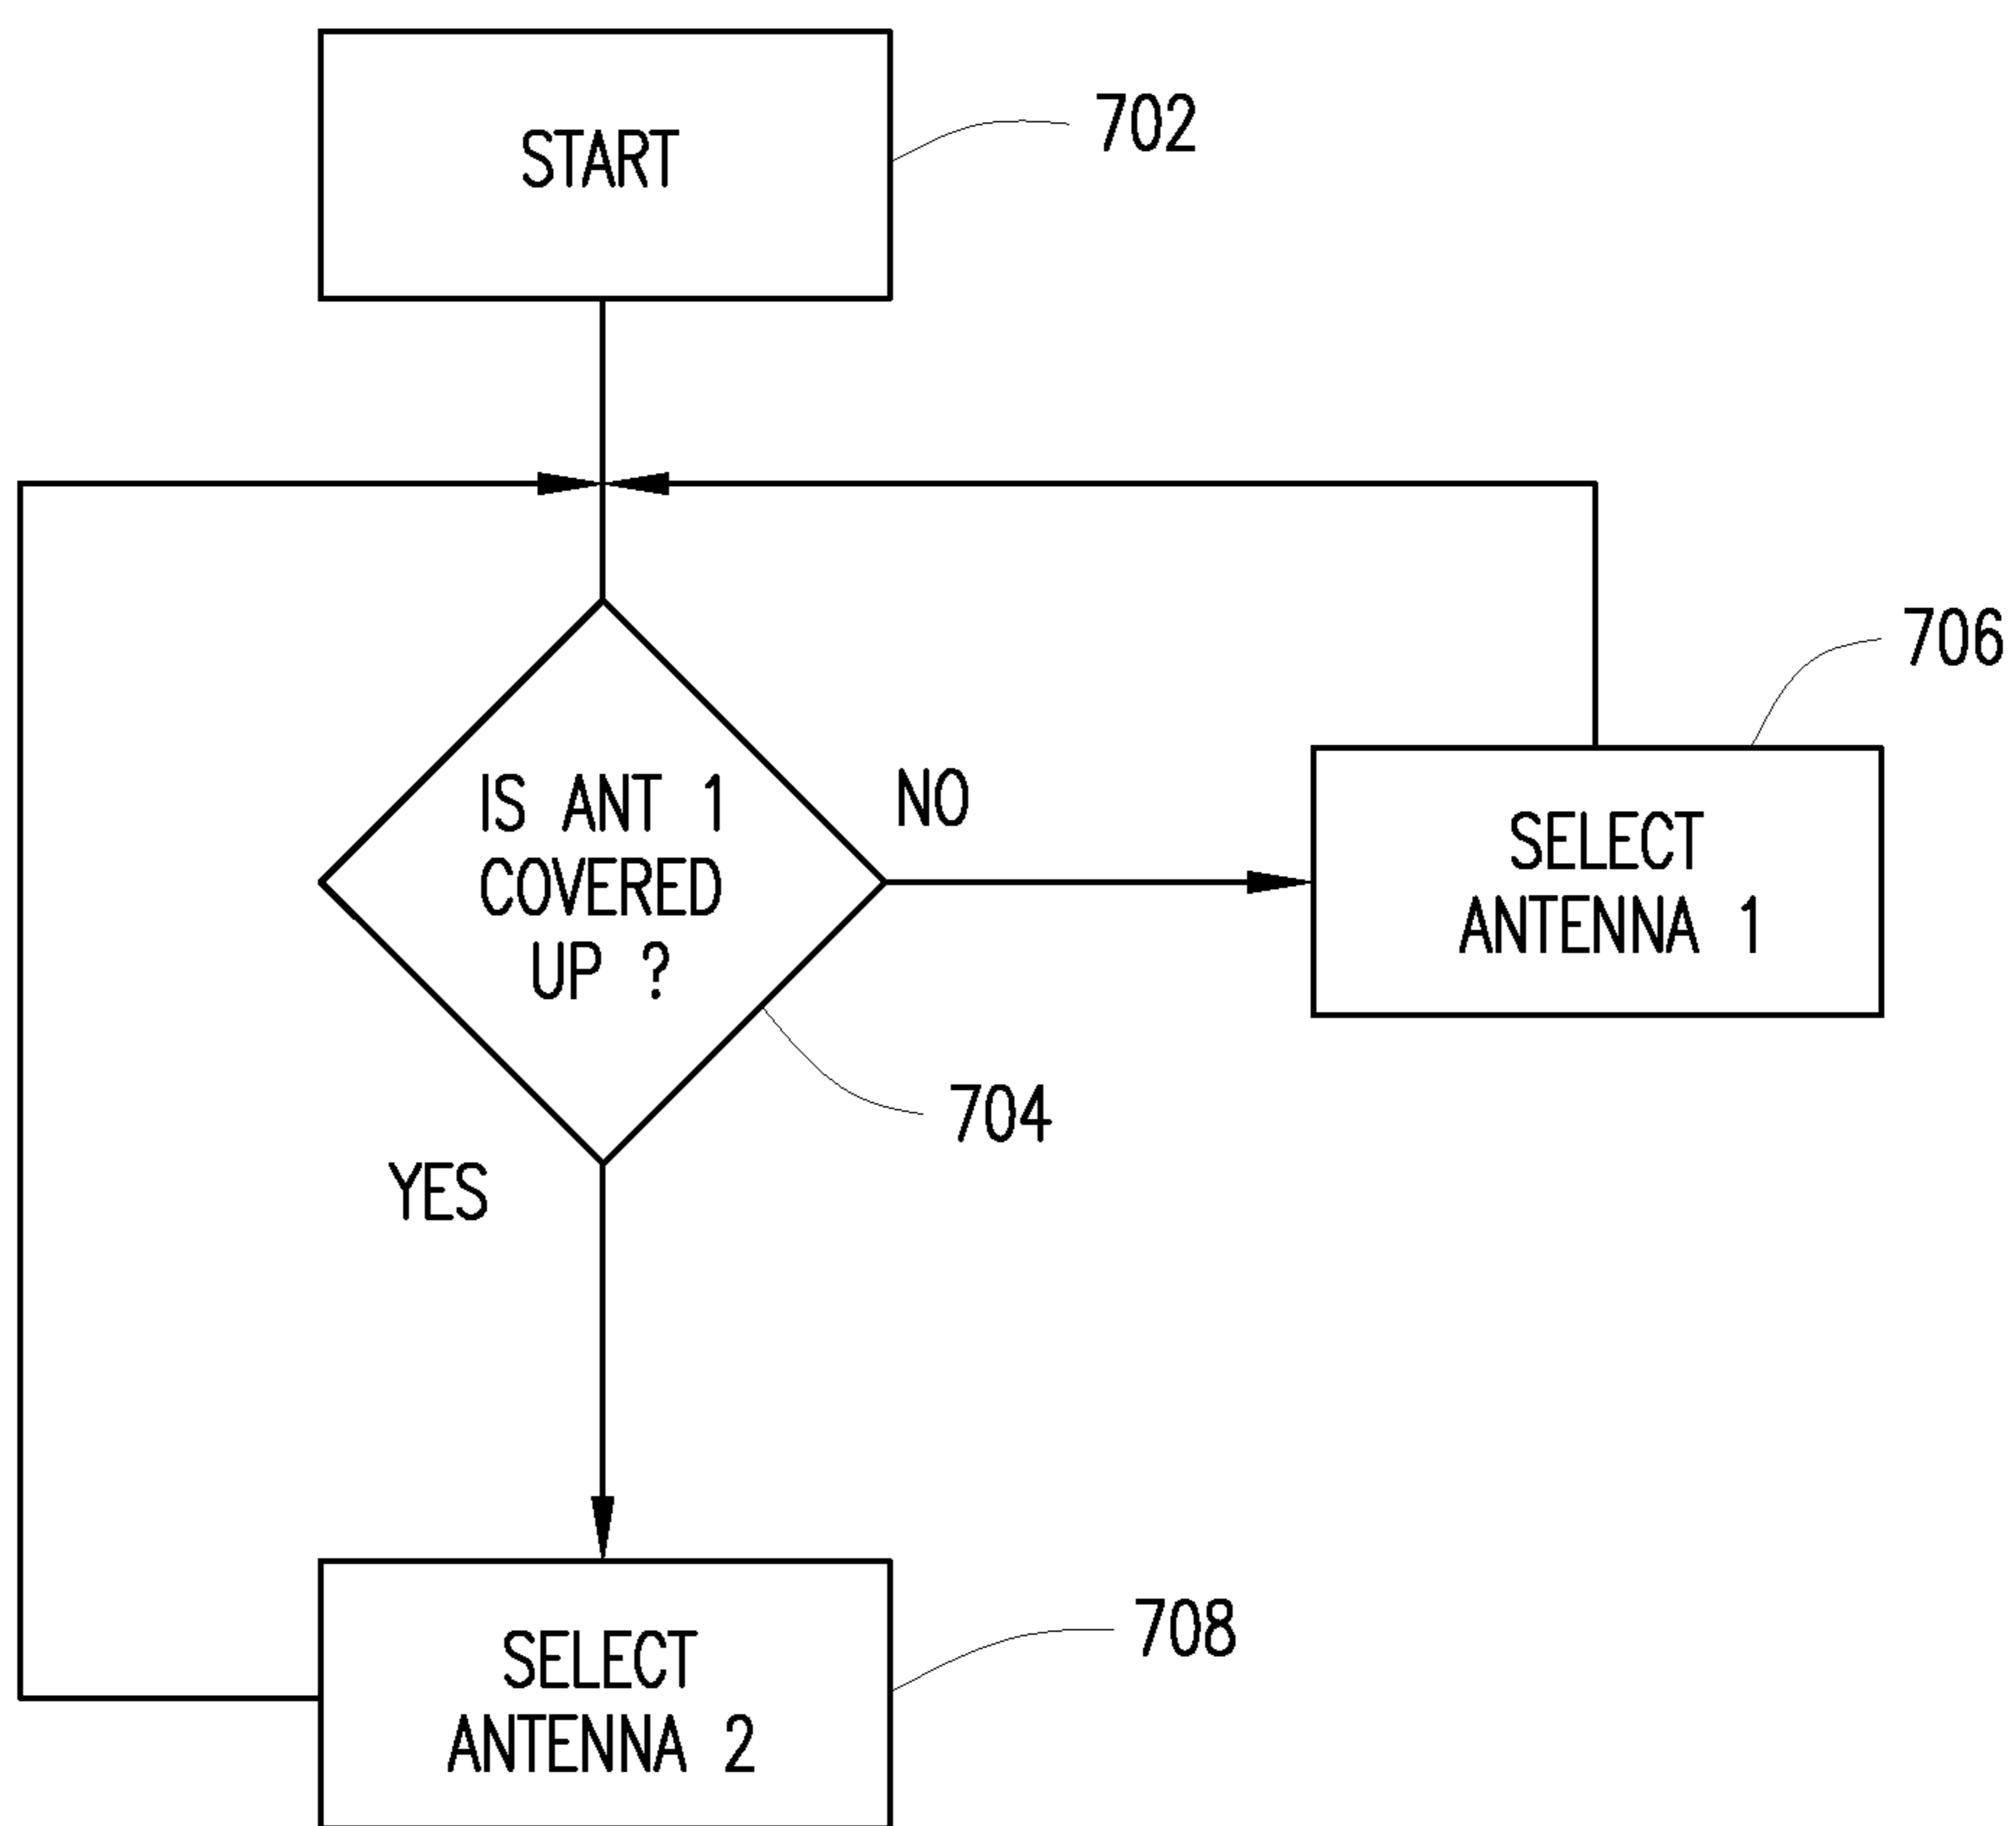 START
702
706
IS ANT 1
COVERED
UP ?
NO
SELECT
ANTENNA 1
704
YES
708
SELECT
ANTENNA 2